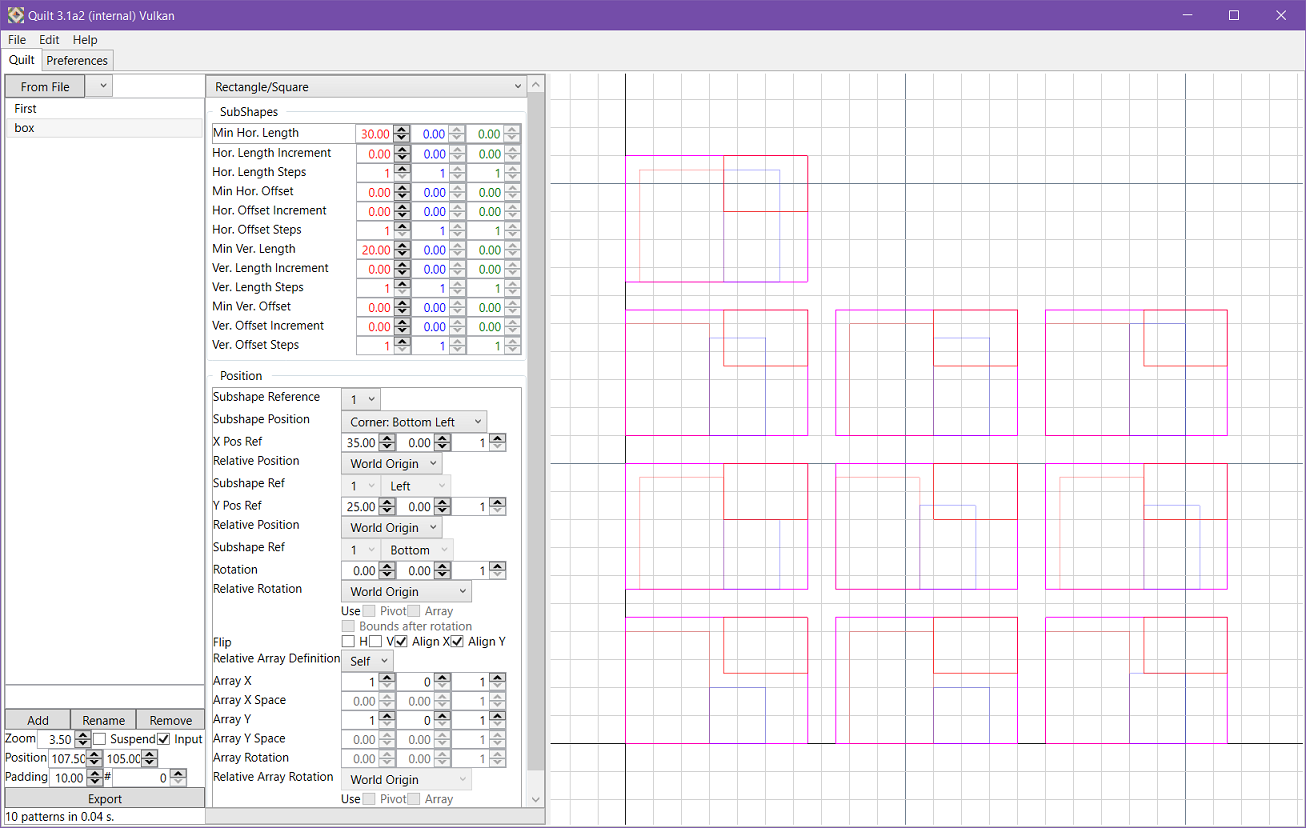 Quilt 3.1a2 (internal) Vulkan
File Edit Help
Quilt Preferences
From File
First
box
Rectangle/Square
SubShapes
Min Hor. Length 30.00 0.00 0.00
Hor. Length Increment 0.00 0.00 0.00
Hor. Length Steps 1 1 1
Min Hor. Offset 0.00 0.00 0.00
Hor. Offset Increment 0.00 0.00 0.00
Hor. Offset Steps 1 1 1
Min Ver. Length 20.00 0.00 0.00
Ver. Length Increment 0.00 0.00 0.00
Ver. Length Steps 1 1 1
Min Ver. Offset 0.00 0.00 0.00
Ver. Offset Increment 0.00 0.00 0.00
Ver. Offset Steps 1 1 1
Position
Subshape Reference 1
Subshape Position Corner: Bottom Left
X Pos Ref 35.00 0.00 1
Relative Position World Origin
Subshape Ref 1 Left
Y Pos Ref 25.00 0.00 1
Relative Position World Origin
Subshape Ref 1 Bottom
Rotation 0.00 0.00 1
Relative Rotation World Origin
Use Pivot Array
Bounds after rotation
Flip H V Align X Align Y
Relative Array Definition Self
Array X 1 0 1
Array X Space 0.00 0.00 1
Array Y 1 0 1
Array Y Space 0.00 0.00 1
Array Rotation 0.00 0.00 1
Relative Array Rotation World Origin
Use Pivot Array
Add Rename Remove
Zoom 3.50 Suspend Input
Position 107.50 105.00
Padding 10.00 # 0
Export
10 patterns in 0.04 s.